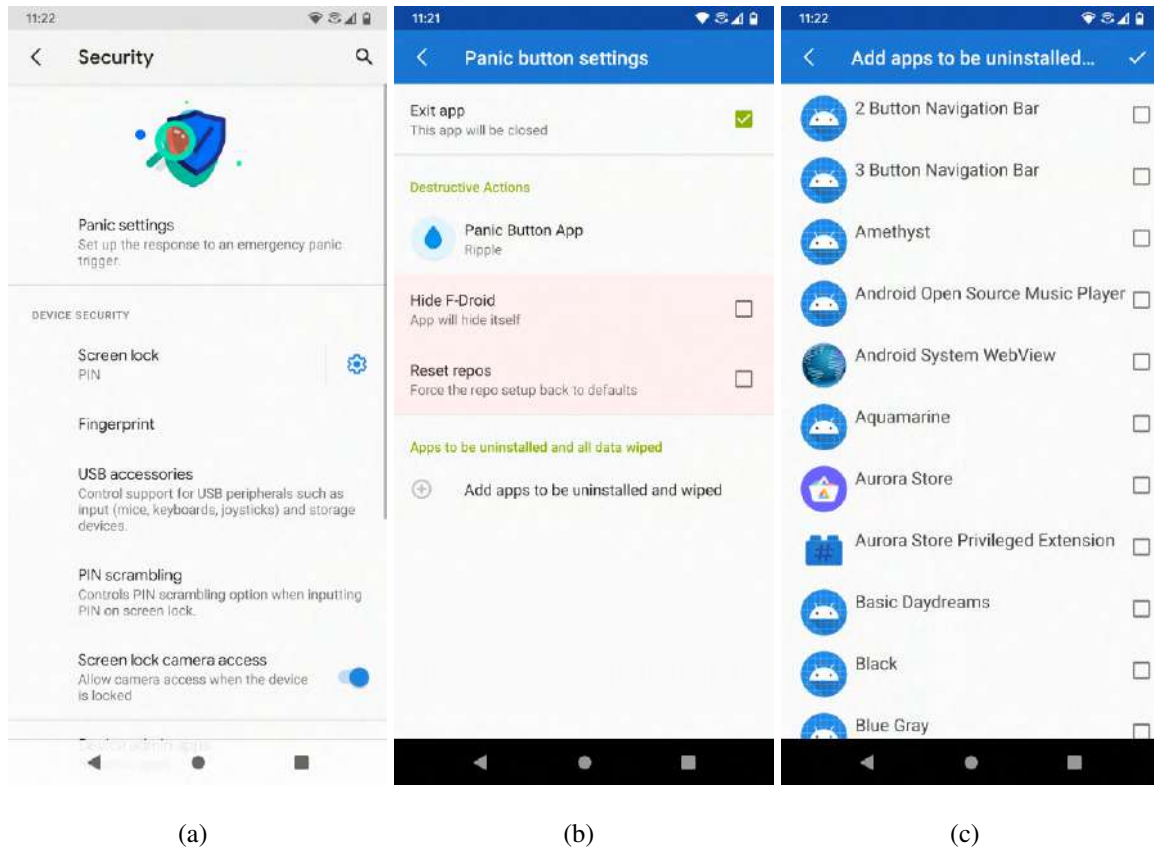 11:22
Security
Panic settings
Set up the response to an emergency panic
trigger.
DEVICE SECURITY
Screen lock
PIN
Fingerprint
USB accessories
Control support for USB peripherals such as
input (mice, keyboards, joysticks) and storage
devices.
PIN scrambling
Controls PIN scrambling option when inputting
PIN on screen lock.
Screen lock camera access
Allow camera access when the device
is locked
Device admin apps
(a)
11:21
Panic button settings
Exit app
This app will be closed
Destructive Actions
Panic Button App
Ripple
Hide F-Droid
App will hide itself
Reset repos
Force the repo setup back to defaults
Apps to be uninstalled and all data wiped
Add apps to be uninstalled and wiped
(b)
11:22
Add apps to be uninstalled...
2 Button Navigation Bar
3 Button Navigation Bar
Amethyst
Android Open Source Music Player
Android System WebView
Aquamarine
Aurora Store
#
Aurora Store Privileged Extension
Basic Daydreams
Black
Blue Gray
(c)